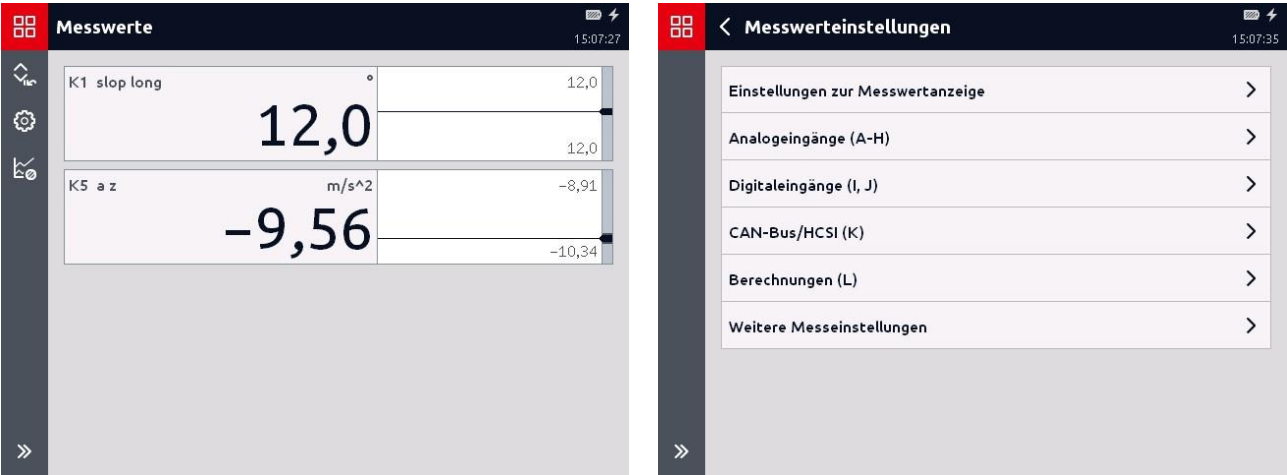 Messwerte
15:07:27
K1 slop long
°
12,0
12,0
12,0
K5 a z
m/s^2
-9,56
-8,91
-10,34
Messwerteinstellungen
15:07:35
Einstellungen zur Messwertanzeige
Analogeingänge (A-H)
Digitaleingänge (I, J)
CAN-Bus/HCSI (K)
Berechnungen (L)
Weitere Messeinstellungen